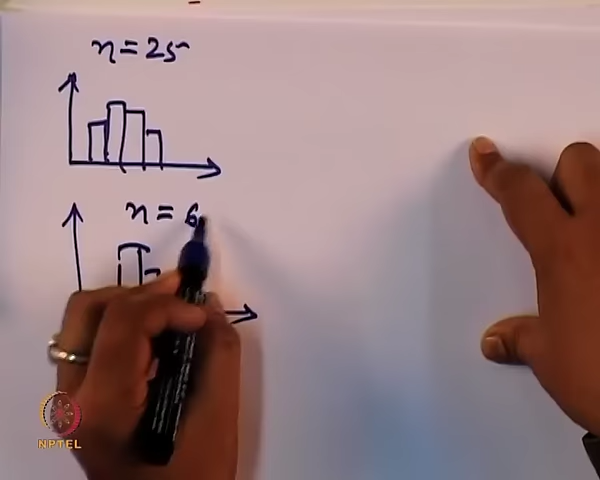 n = 25
n = 6
NPTEL